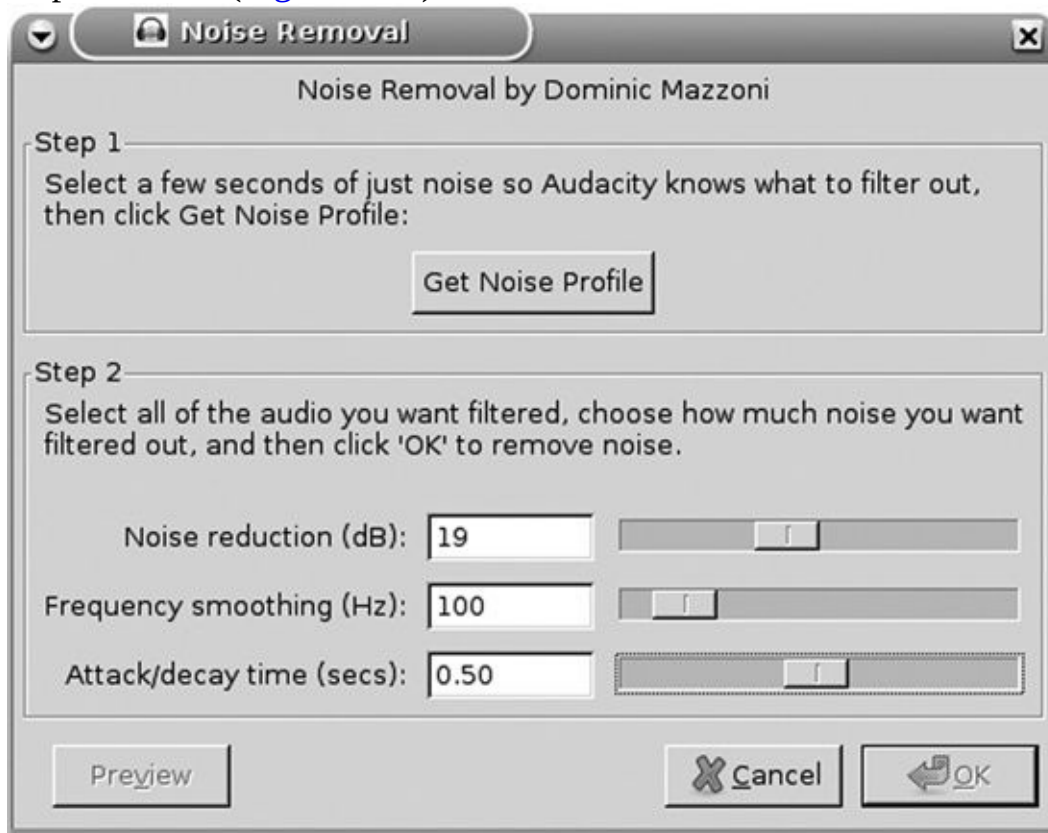 Noise Removal
Noise Removal by Dominic Mazzoni
Step 1
Select a few seconds of just noise so Audacity knows what to filter out,
then click Get Noise Profile:
Get Noise Profile
Step 2
Select all of the audio you want filtered, choose how much noise you want
filtered out, and then click 'OK' to remove noise.
Noise reduction (dB): 19
Frequency smoothing (Hz): 100
Attack/decay time (secs): 0.50
Preview Cancel OK